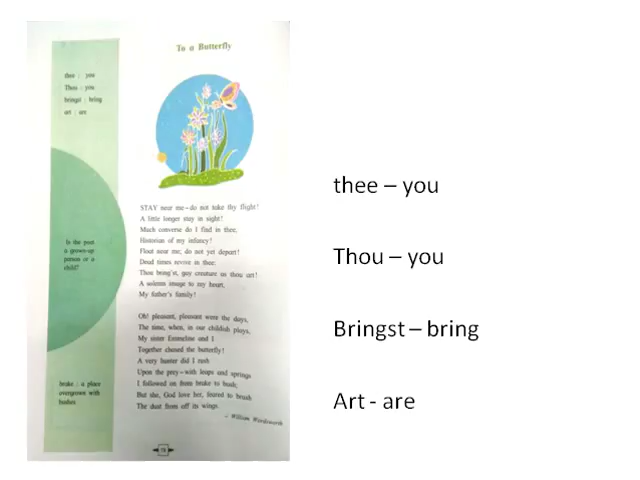 To a Butterfly
thee : you
Thou : you
bringst : bring
art : are
STAY near me—do not take thy flight!
A little longer stay in sight!
Much converse do I find in thee,
Historian of my infancy!
Float near me; do not yet depart!
Dead times revive in thee:
Thou bring'st, gay creature as thou art!
A solemn image to my heart,
My father's family!
Is the poet
a grown-up
person or a
child?
Oh! pleasant, pleasant were the days,
The time, when, in our childish plays,
My sister Emmeline and I
Together chased the butterfly!
A very hunter did I rush
Upon the prey—with leaps and springs
I followed on from brake to bush;
But she, God love her, feared to brush
The dust from off its wings.
– William Wordsworth
brake : a place
overgrown with
bushes
78
thee – you
Thou – you
Bringst – bring
Art - are